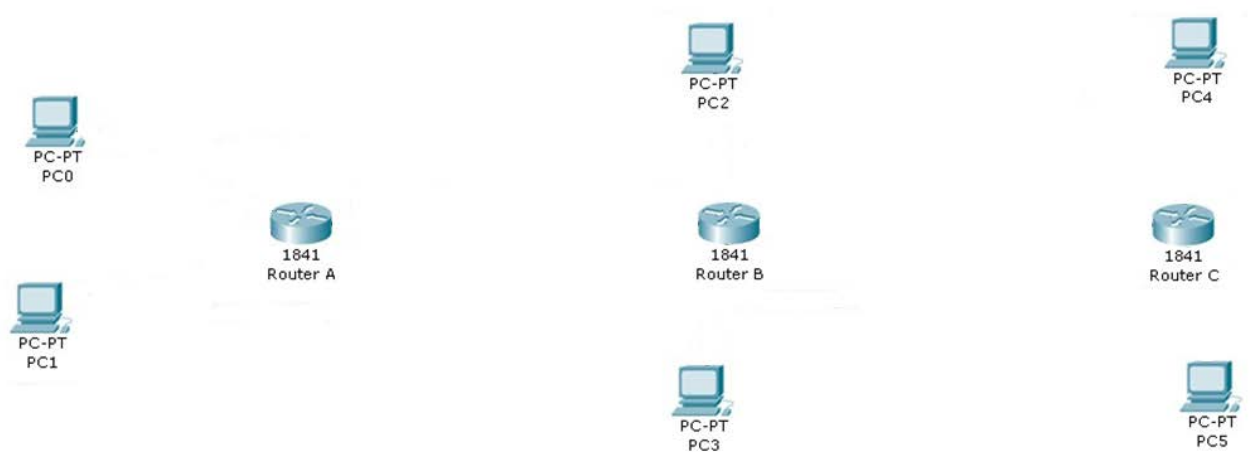 PC-PT
PC0
PC-PT
PC1
1841
Router A
PC-PT
PC2
1841
Router B
PC-PT
PC3
PC-PT
PC4
1841
Router C
PC-PT
PC5